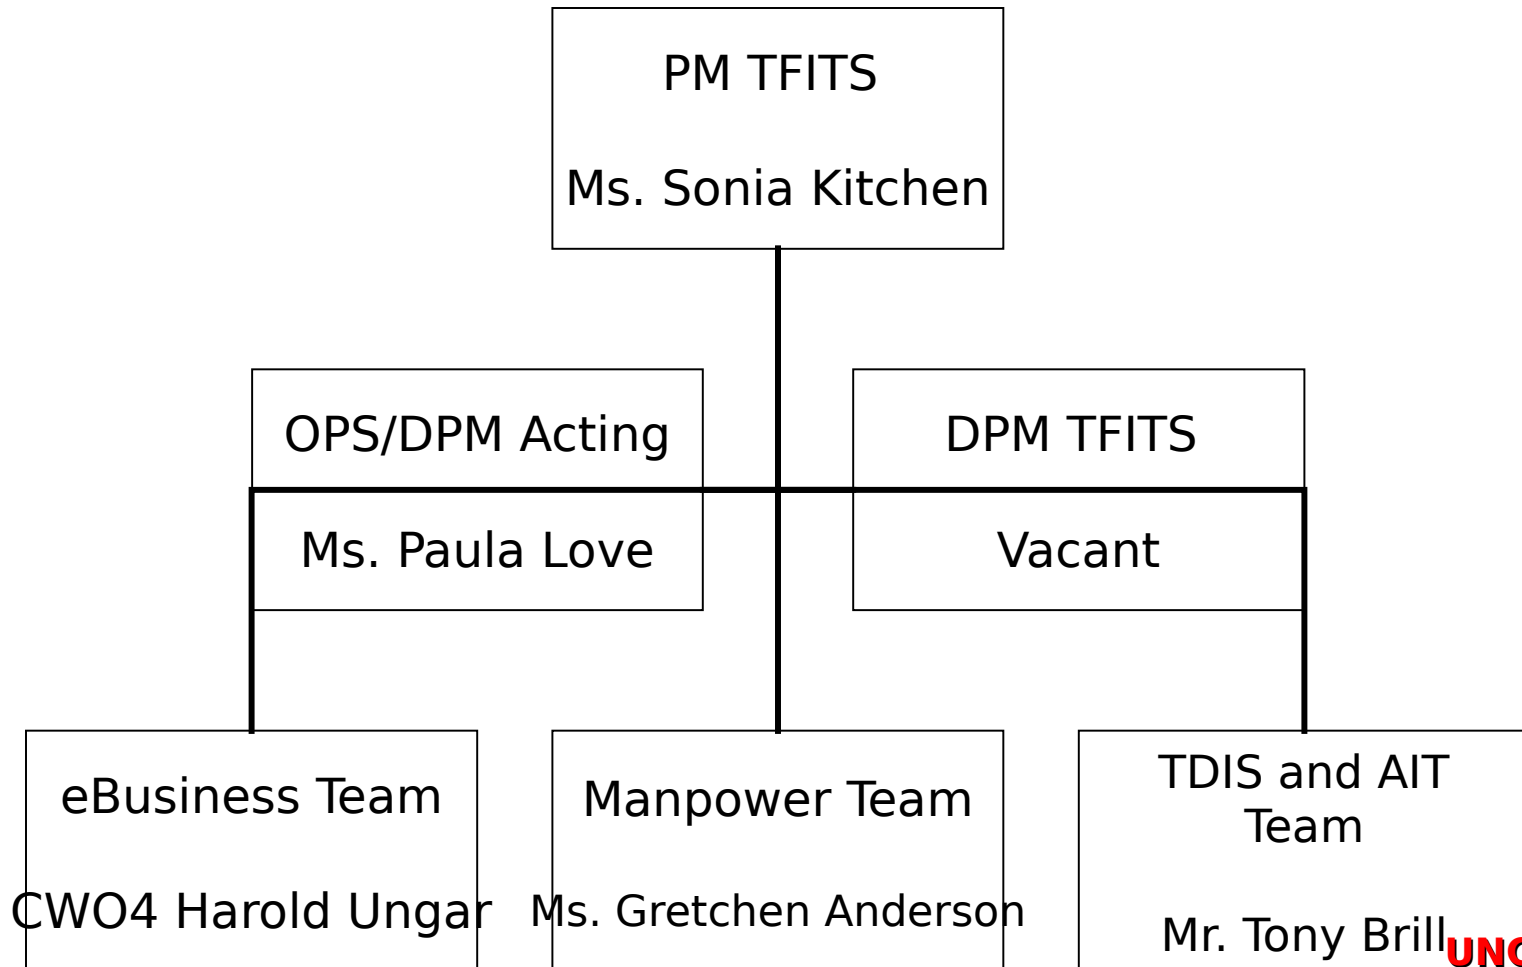 PM TFITS
Ms. Sonia Kitchen
OPS/DPM Acting
Ms. Paula Love
DPM TFITS
Vacant
eBusiness Team
CWO4 Harold Ungar
Manpower Team
Ms. Gretchen Anderson
TDIS and AIT
Team
Mr. Tony Brill